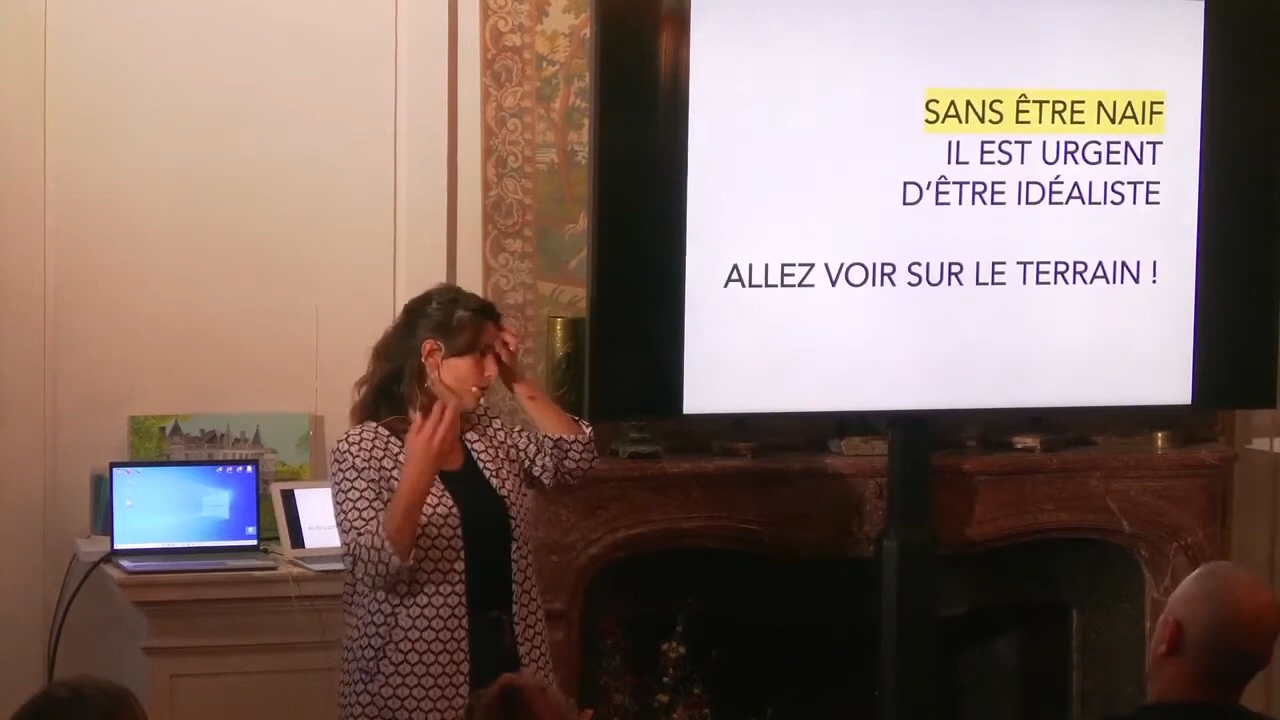 SANS ÊTRE NAIF
IL EST URGENT
D'ÊTRE IDÉALISTE
ALLEZ VOIR SUR LE TERRAIN !